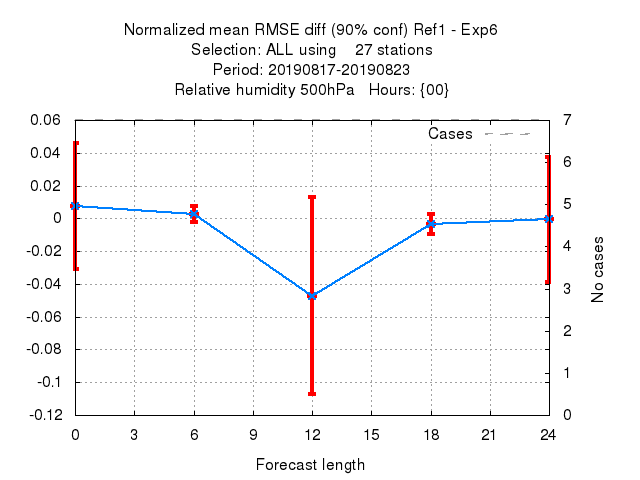 Normalized mean RMSE diff (90% conf) Ref1 - Exp6
Selection: ALL using    27 stations
Period: 20190817-20190823
Relative humidity 500hPa   Hours: {00}
Cases
0.06
0.04
0.02
0
-0.02
-0.04
-0.06
-0.08
-0.1
-0.12
7
6
5
4
3
2
1
0
No cases
0 3 6 9 12 15 18 21 24
Forecast length